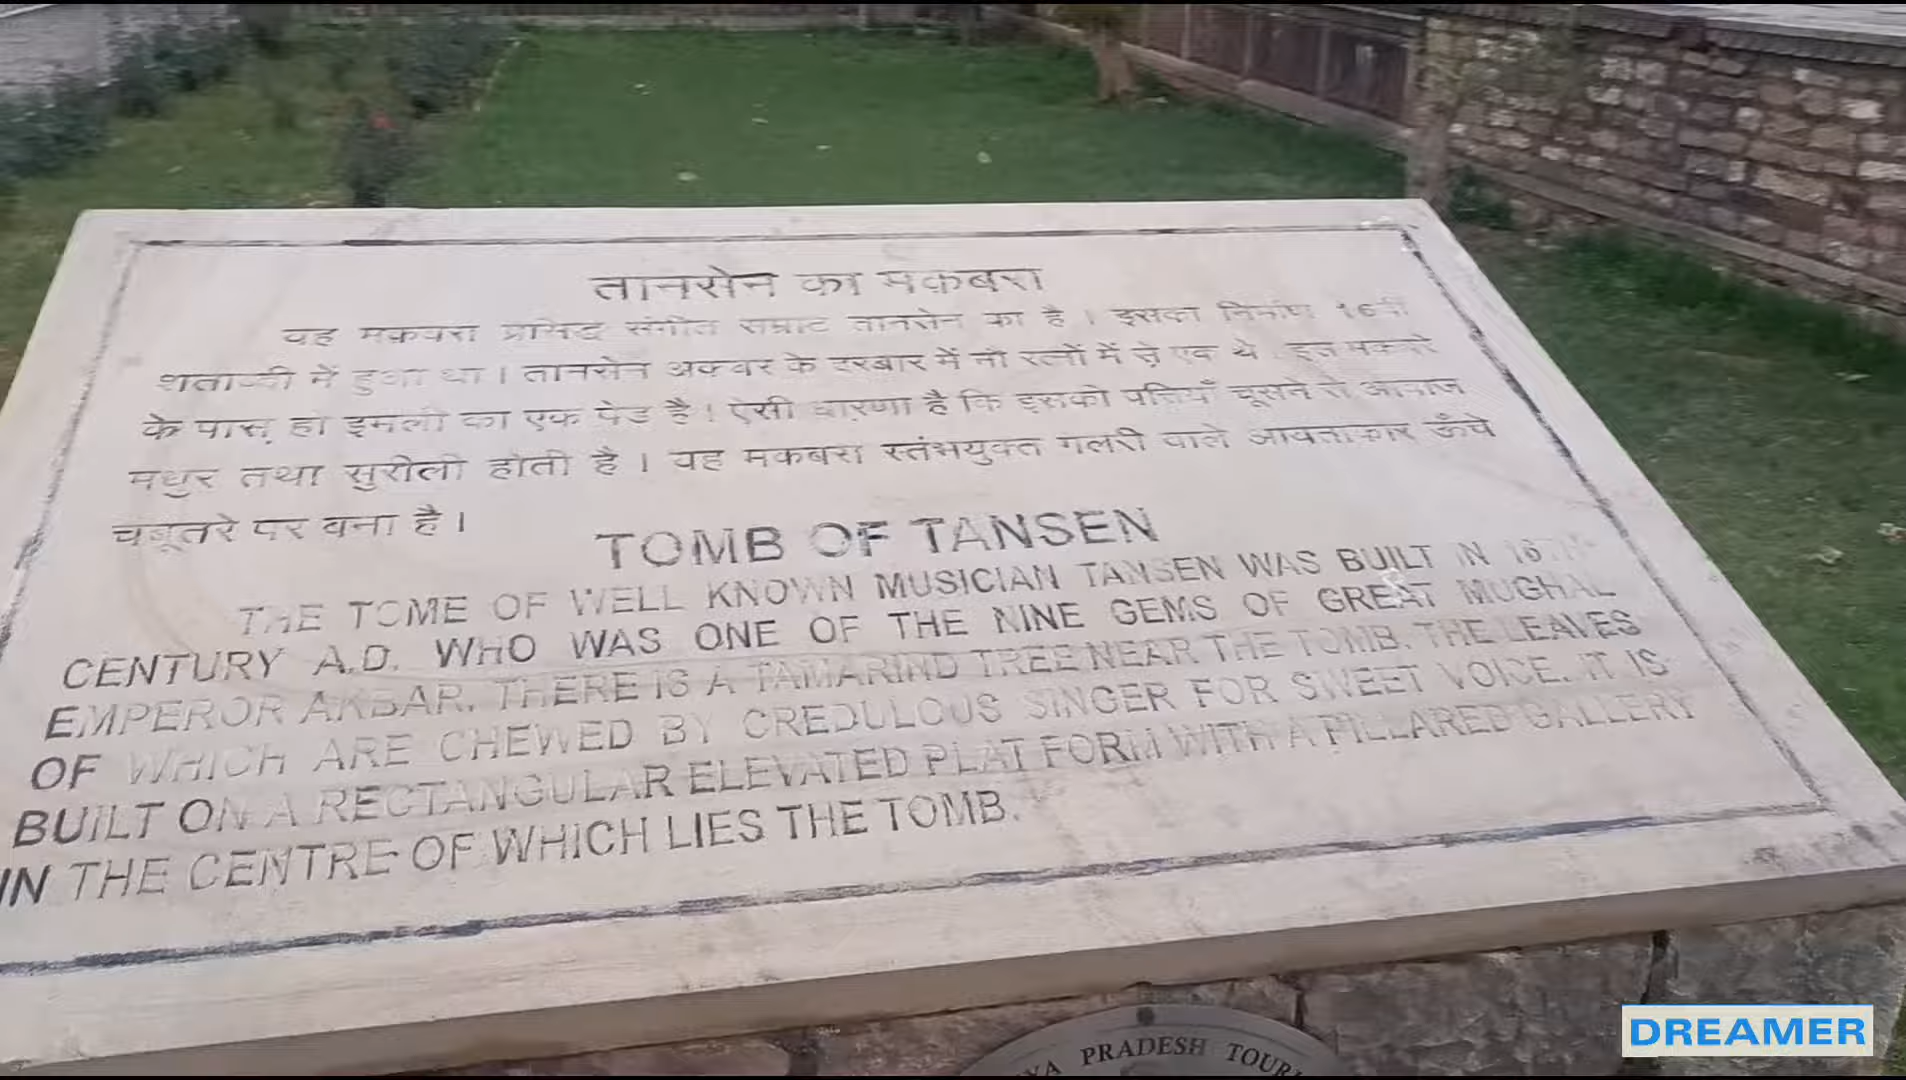 तानसेन का मकबरा
यह मकबरा प्रसिद्ध संगीत सम्राट तानसेन का है । इसका निर्माण 16वी
शताब्दी में हुआ था । तानसेन अकबर के दरबार में नौ रत्नों में से एक थे इस मकबरे
के पास ही इमली का एक पेड है । ऐसी धारणा है कि इसकी पत्तियाँ चूसने से आवाज
मधुर तथा सुरीली होती है । यह मकबरा स्तंभयुक्त गलरी वाले आयताकार ऊँचे
चबूतरे पर बना है ।
TOMB OF TANSEN
THE TOME OF WELL KNOWN MUSICIAN TANSEN WAS BUILT IN 16TH
CENTURY A.D. WHO WAS ONE OF THE NINE GEMS OF GREAT MUGHAL
EMPEROR AKBAR. THERE IS A TAMARIND TREE NEAR THE TOMB. THE LEAVES
OF WHICH ARE CHEWED BY CREDULOUS SINGER FOR SWEET VOICE. IT IS
BUILT ON A RECTANGULAR ELEVATED PLAT FORM WITH A PILLARED GALLERY
IN THE CENTRE OF WHICH LIES THE TOMB.
PRADESH
DREAMER